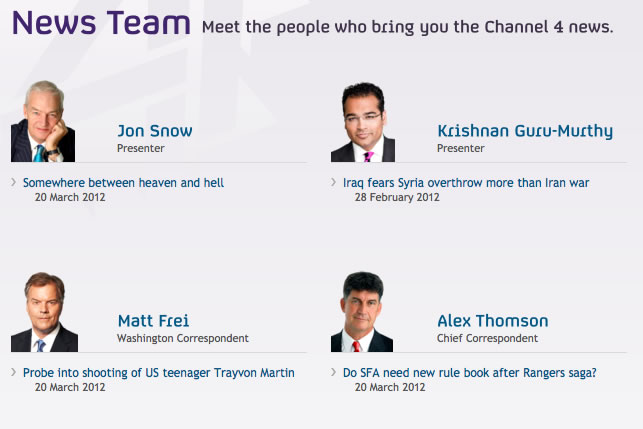 News Team Meet the people who bring you the Channel 4 news.
Jon Snow
Presenter
Somewhere between heaven and hell
20 March 2012
Krishnan Guru-Murthy
Presenter
Iraq fears Syria overthrow more than Iran war
28 February 2012
Matt Frei
Washington Correspondent
Probe into shooting of US teenager Trayvon Martin
20 March 2012
Alex Thomson
Chief Correspondent
Do SFA need new rule book after Rangers saga?
20 March 2012